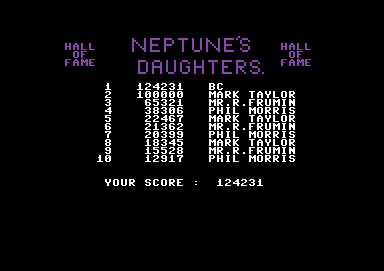 HALL OF FAME
NEPTUNE'S DAUGHTERS.
HALL OF FAME
1 124231 BC
2 100000 MARK TAYLOR
3 65321 MR.R.FRUMIN
4 38306 PHIL MORRIS
5 22467 MARK TAYLOR
6 21362 MR.R.FRUMIN
7 20399 PHIL MORRIS
8 18345 MARK TAYLOR
9 15528 MR.R.FRUMIN
10 12917 PHIL MORRIS
YOUR SCORE : 124231